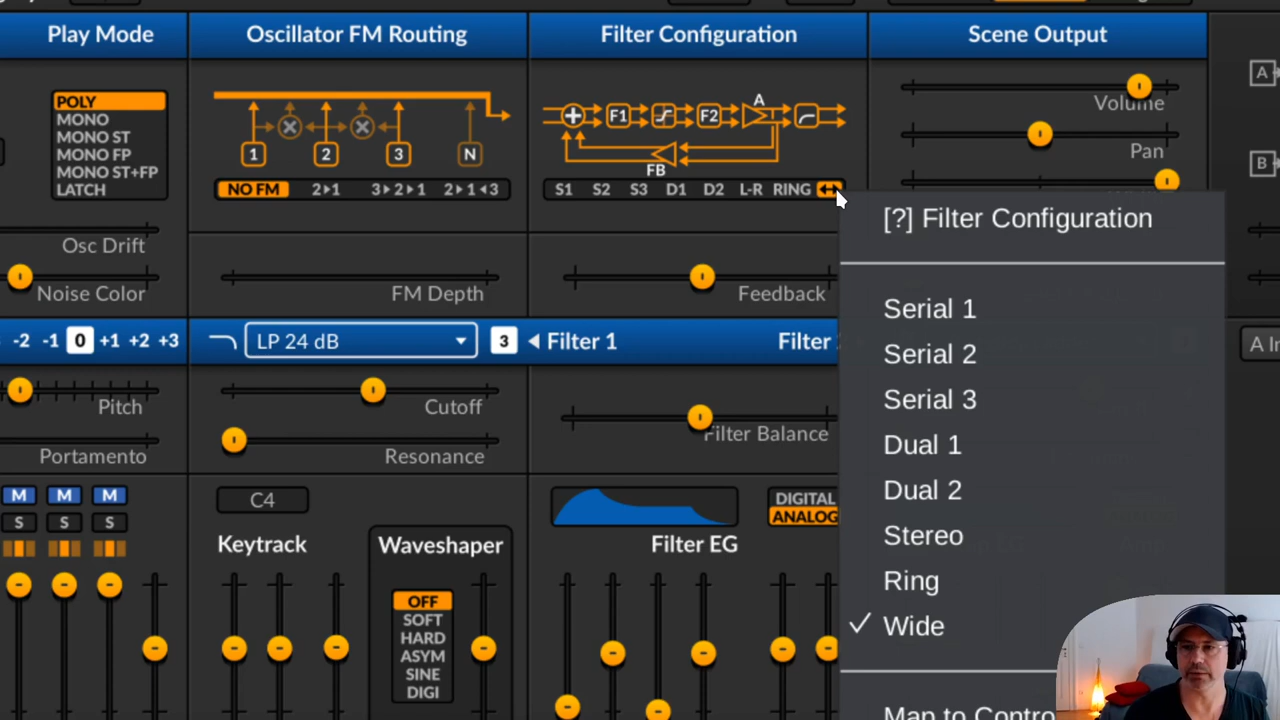 Play Mode
Oscillator FM Routing
Filter Configuration
Scene Output
POLY
MONO
MONO ST
MONO FP
MONO ST+FP
LATCH
1
2
3
N
NO FM
2▸1
3▸2▸1
2▸1◂3
F1
F2
A
FB
S1
S2
S3
D1
D2
L-R
RING
Volume
Pan
A
B
Osc Drift
Noise Color
FM Depth
Feedback
[?] Filter Configuration
Serial 1
Serial 2
Serial 3
Dual 1
Dual 2
Stereo
Ring
Wide
-2 -1 0 +1 +2 +3
LP 24 dB
3
Filter 1
Filter
A In
Pitch
Portamento
Cutoff
Resonance
Filter Balance
M M M
S S S
C4
Keytrack
Waveshaper
OFF
SOFT
HARD
ASYM
SINE
DIGI
DIGITAL
ANALOG
Filter EG
Map to Contro